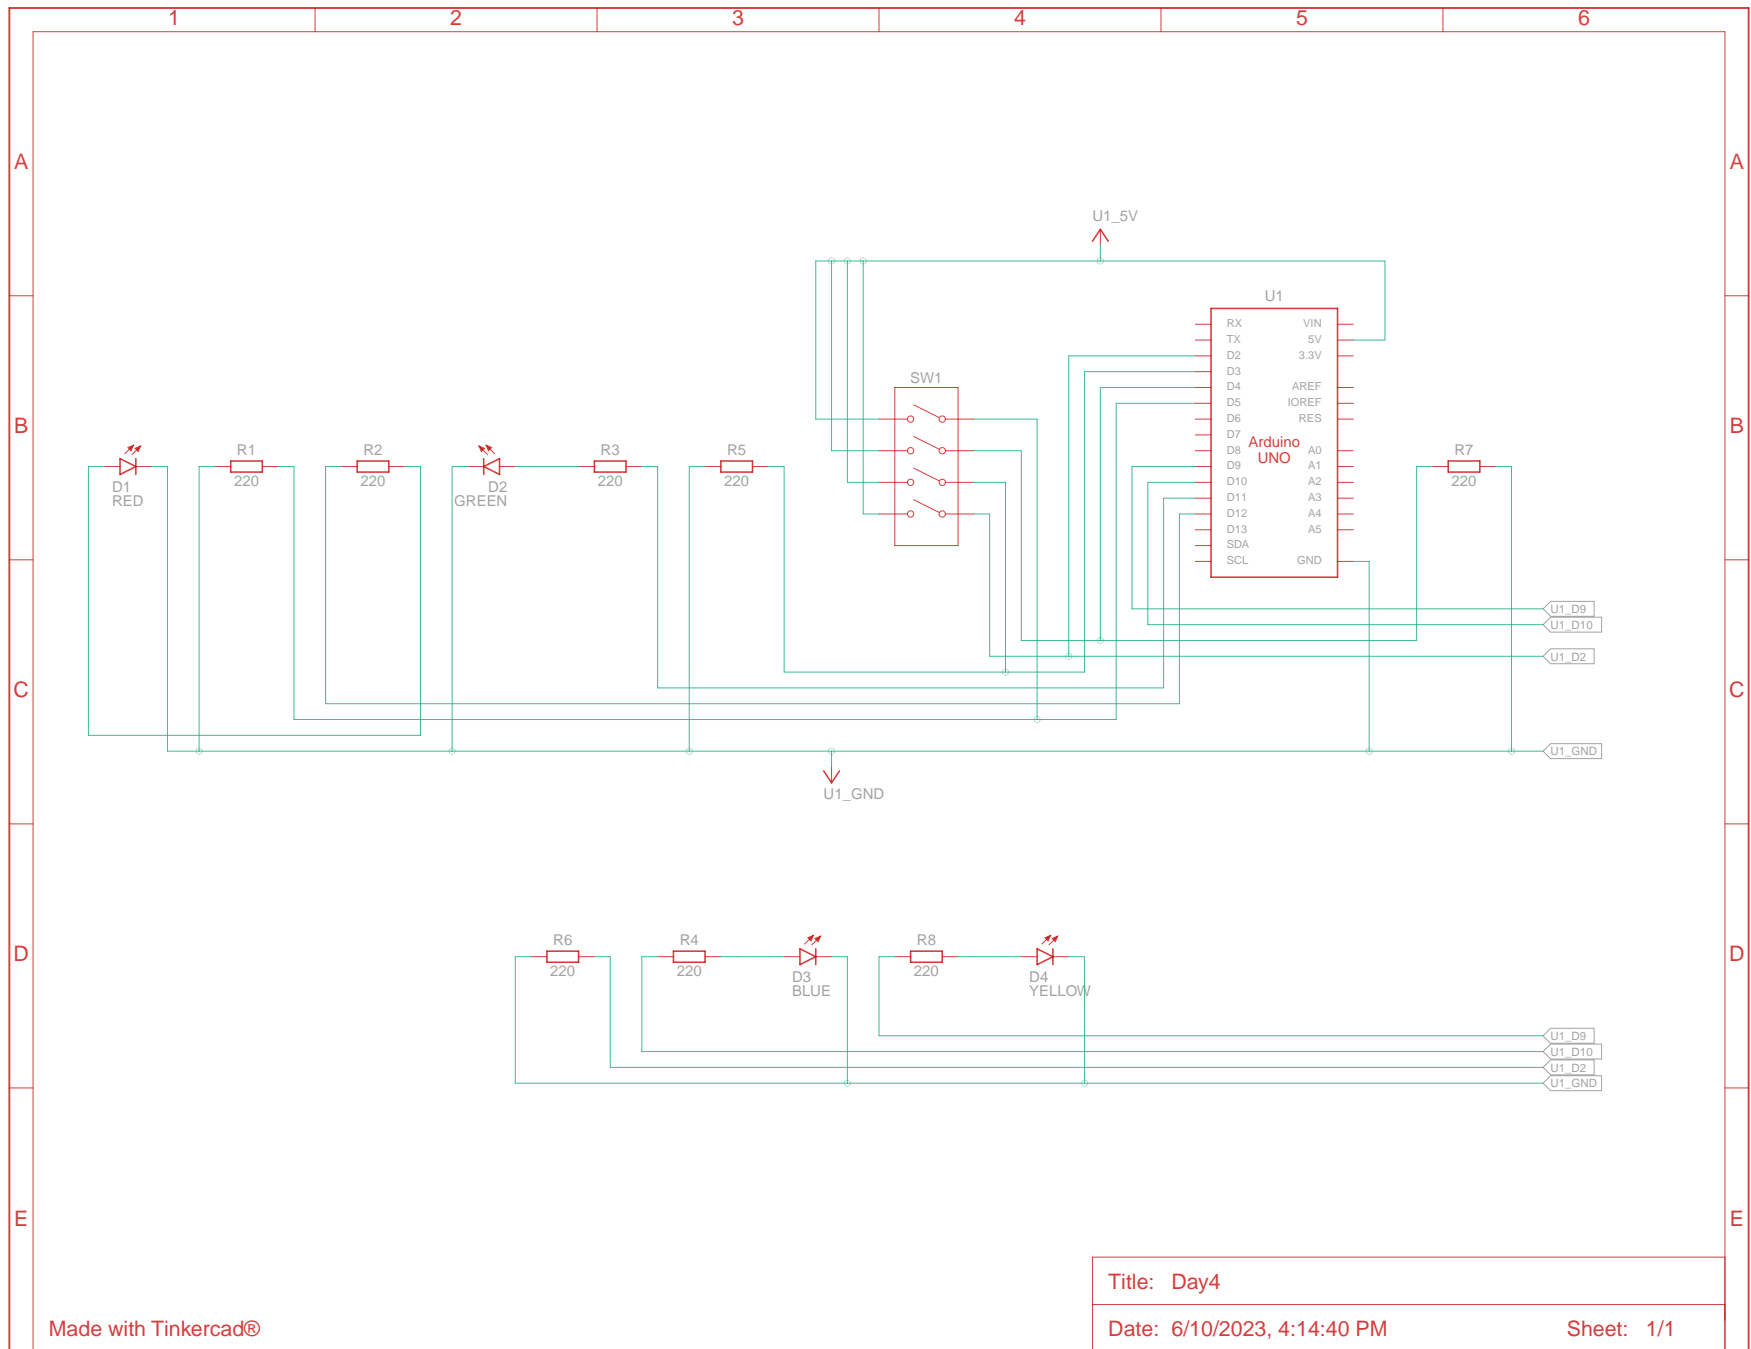 1 2 3 4 5 6
A A
U1_5V
U1
RX VIN
TX 5V
D2 3.3V
D3
SW1
D4 AREF
D5 IOREF
D6 RES
B B
D7
Arduino
UNO
D8 A0
D9 A1
D10 A2
D11 A3
D12 A4
D13 A5
SDA
SCL GND
R1 R2 R3 R5 R7
220 220 220 220 220
D1
RED
D2
GREEN
U1_D9
U1_D10
U1_D2
C C
U1_GND
U1_GND
R6 R4 R8
D D
220 220 220
D3
BLUE
D4
YELLOW
U1_D9
U1_D10
U1_D2
U1_GND
E E
Title: Day4
Made with Tinkercad®
Date: 6/10/2023, 4:14:40 PM Sheet: 1/1